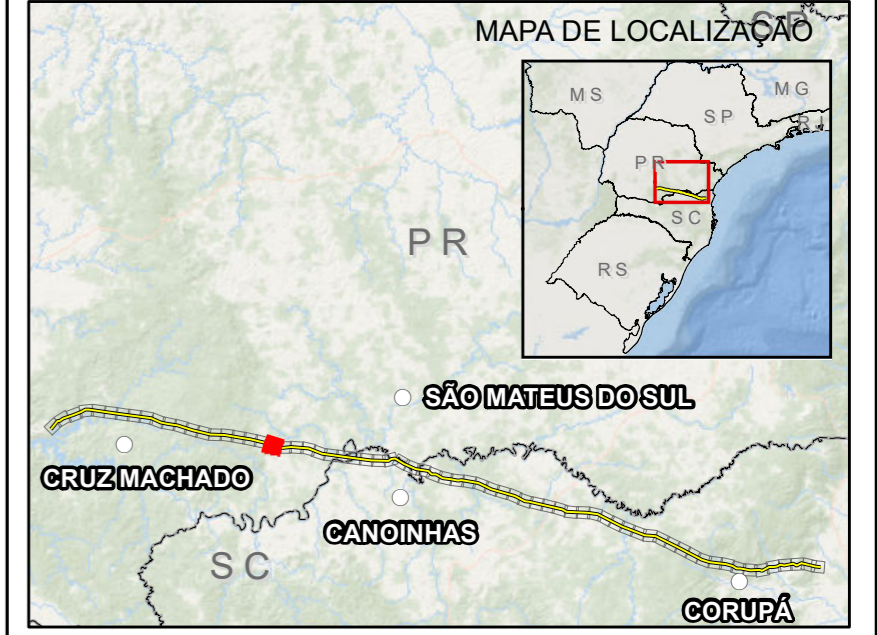 MAPA DE LOCALIZAÇÃO
SP
MS
MG
SP
RJ
PR
SC
RS
PR
SÃO MATEUS DO SUL
CRUZ MACHADO
CANOINHAS
SC
CORUPÁ